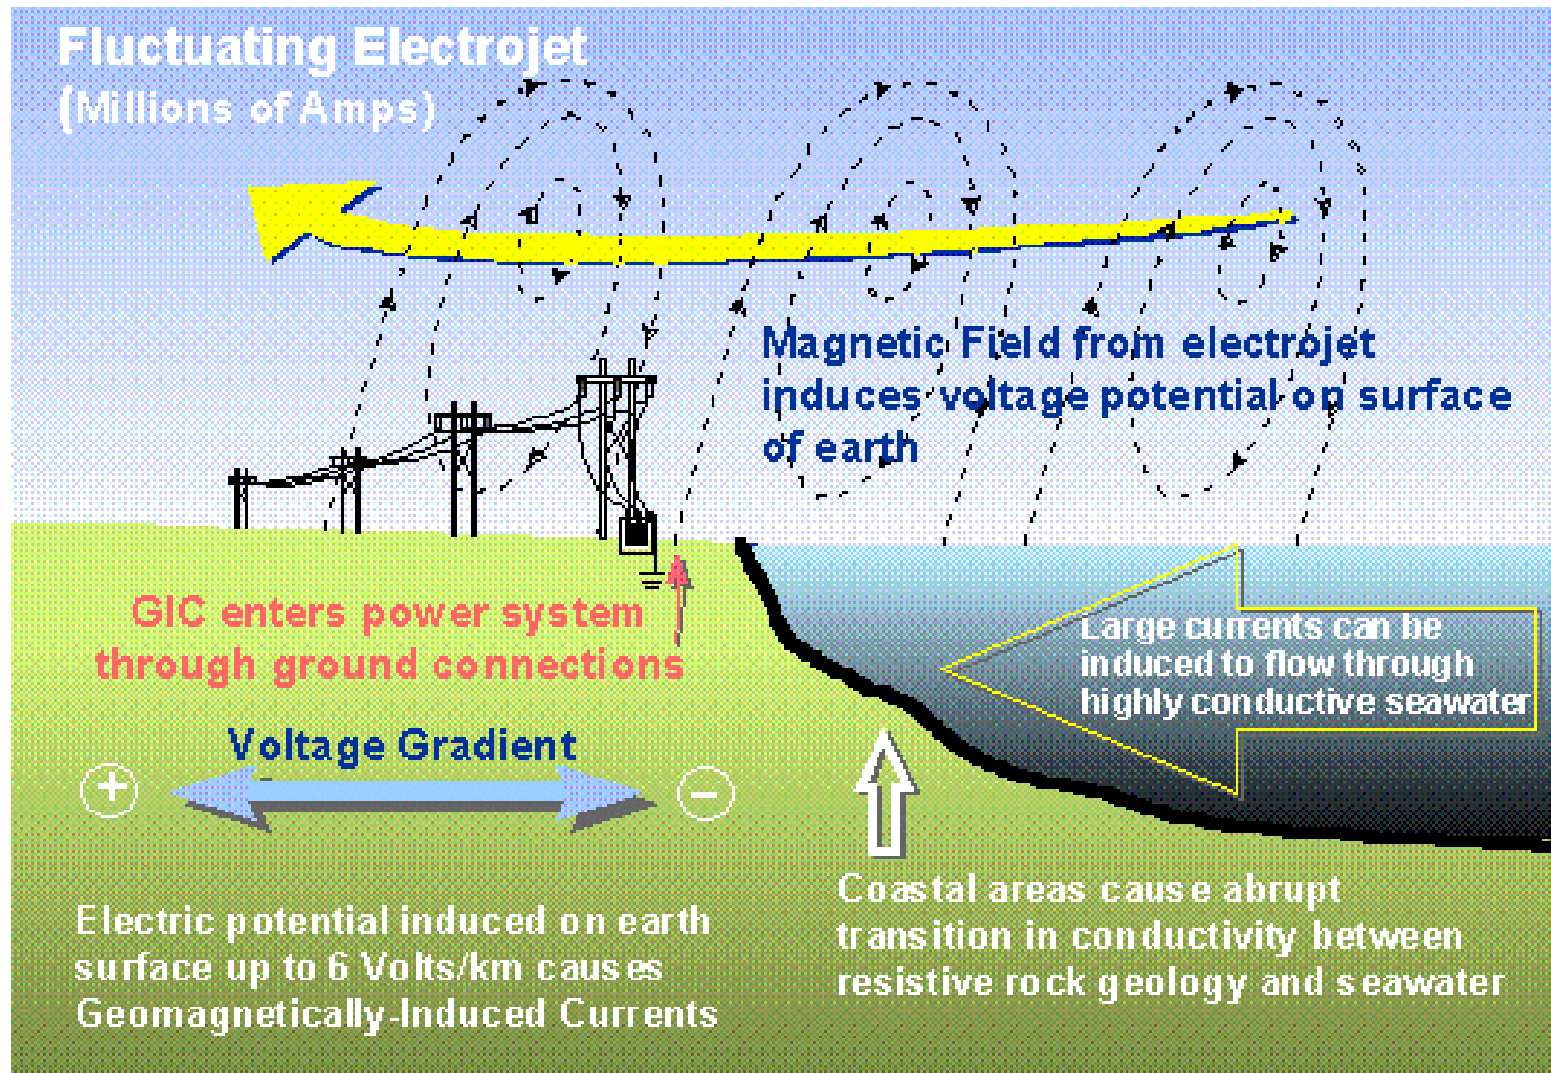 Fluctuating Electrojet
(Millions of Amps)
Magnetic Field from electrojet
induces voltage potential on surface
of earth
GIC enters power system
through ground connections
Large currents can be
induced to flow through
highly conductive seawater
Voltage Gradient
+
−
Coastal areas cause abrupt
transition in conductivity between
resistive rock geology and seawater
Electric potential induced on earth
surface up to 6 Volts/km causes
Geomagnetically-Induced Currents